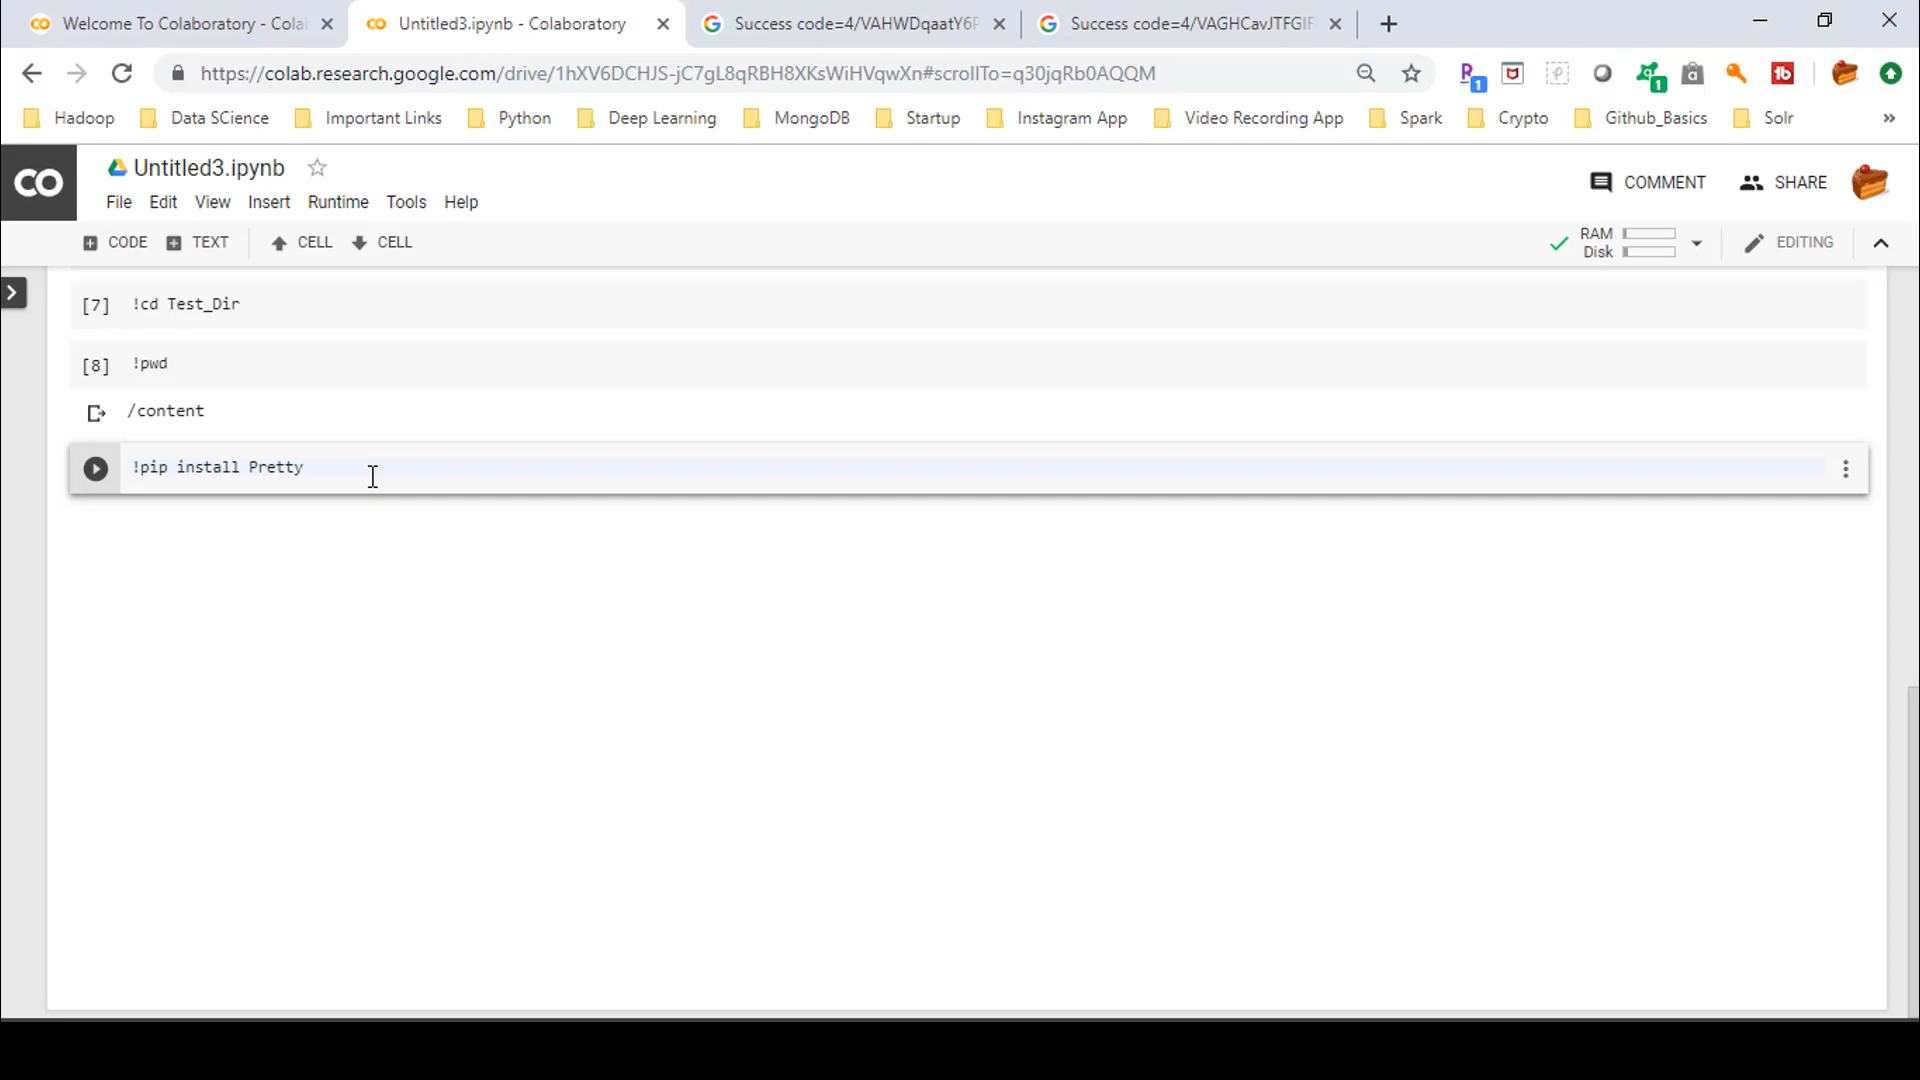 Welcome To Colaboratory - Cola
Untitled3.ipynb - Colaboratory
Success code=4/VAHWDqaatY6P
Success code=4/VAGHCavJTFGIF
https://colab.research.google.com/drive/1hXV6DCHJS-jC7gL8qRBH8XKsWiHVqwXn#scrollTo=q30jqRb0AQQM
Hadoop
Data SCience
Important Links
Python
Deep Learning
MongoDB
Startup
Instagram App
Video Recording App
Spark
Crypto
Github_Basics
Solr
»
CO
Untitled3.ipynb
COMMENT
SHARE
File Edit View Insert Runtime Tools Help
CODE TEXT CELL CELL
RAM
Disk
EDITING
[7] !cd Test_Dir
[8] !pwd
/content
!pip install Pretty